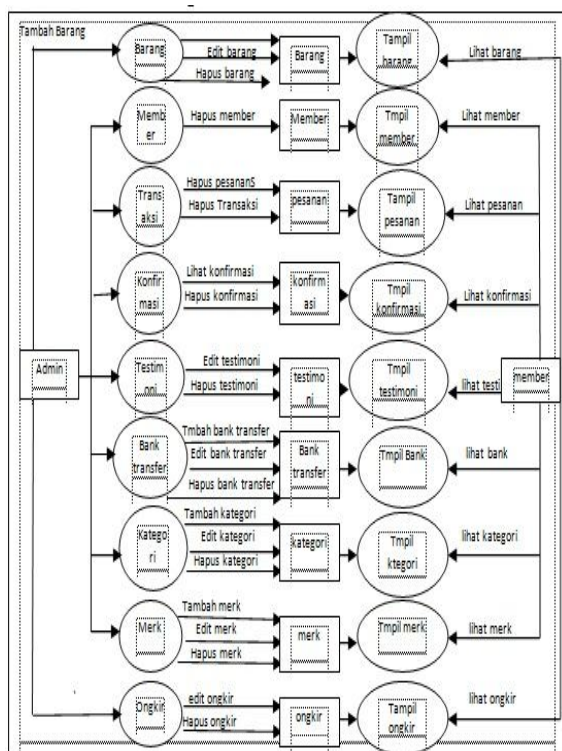 Tambah Barang
Barang
Edit barang
Hapus barang
Barang
Tampil
barang
Lihat barang
Memb
er
Hapus member
Member
Tmpil
member
Lihat member
Trans
aksi
Hapus pesananS
Hapus Transaksi
pesanan
Tampil
pesanan
Lihat pesanan
Konfir
masi
Lihat konfirmasi
Hapus konfirmasi
konfirm
asi
Tmpil
konfirmasi
Lihat konfirmasi
Admin
Testim
oni
Edit testimoni
Hapus testimoni
testimo
ni
Tmpil
testimoni
lihat testi
member
Bank
transfer
Tmbah bank transfer
Edit bank transfer
Hapus bank transfer
Bank
transfer
Tmpil Bank
lihat bank
Katego
ri
Tambah kategori
Edit kategori
Hapus kategori
kategori
Tmpil
ktegori
lihat kategori
Merk
Tambah merk
Edit merk
Hapus merk
merk
Tmpil merk
lihat merk
Ongkir
edit ongkir
Hapus ongkir
ongkir
Tampil
ongkir
lihat ongkir